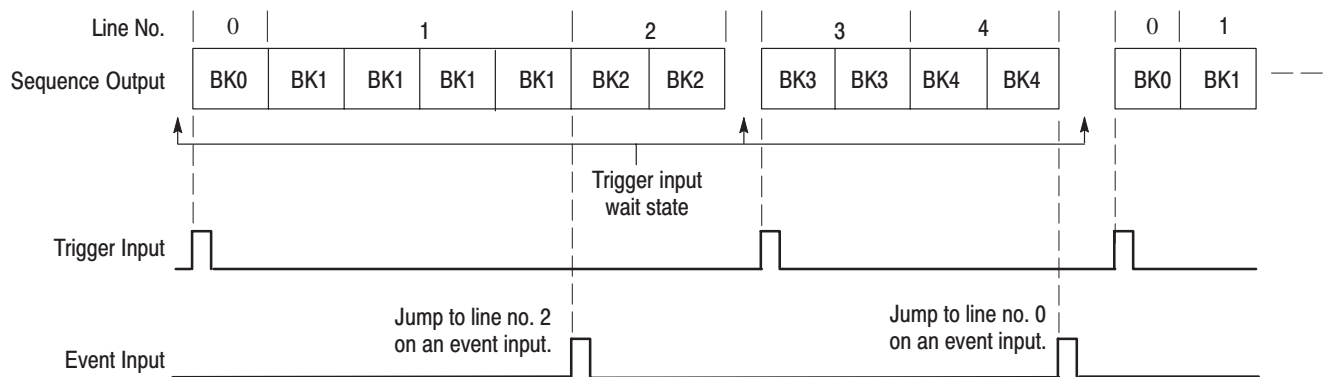 Line No. 0 1 2 3 4 0 1
Sequence Output BK0 BK1 BK1 BK1 BK1 BK2 BK2 BK3 BK3 BK4 BK4 BK0 BK1
Trigger input
wait state
Trigger Input
Jump to line no. 2
on an event input.
Jump to line no. 0
on an event input.
Event Input